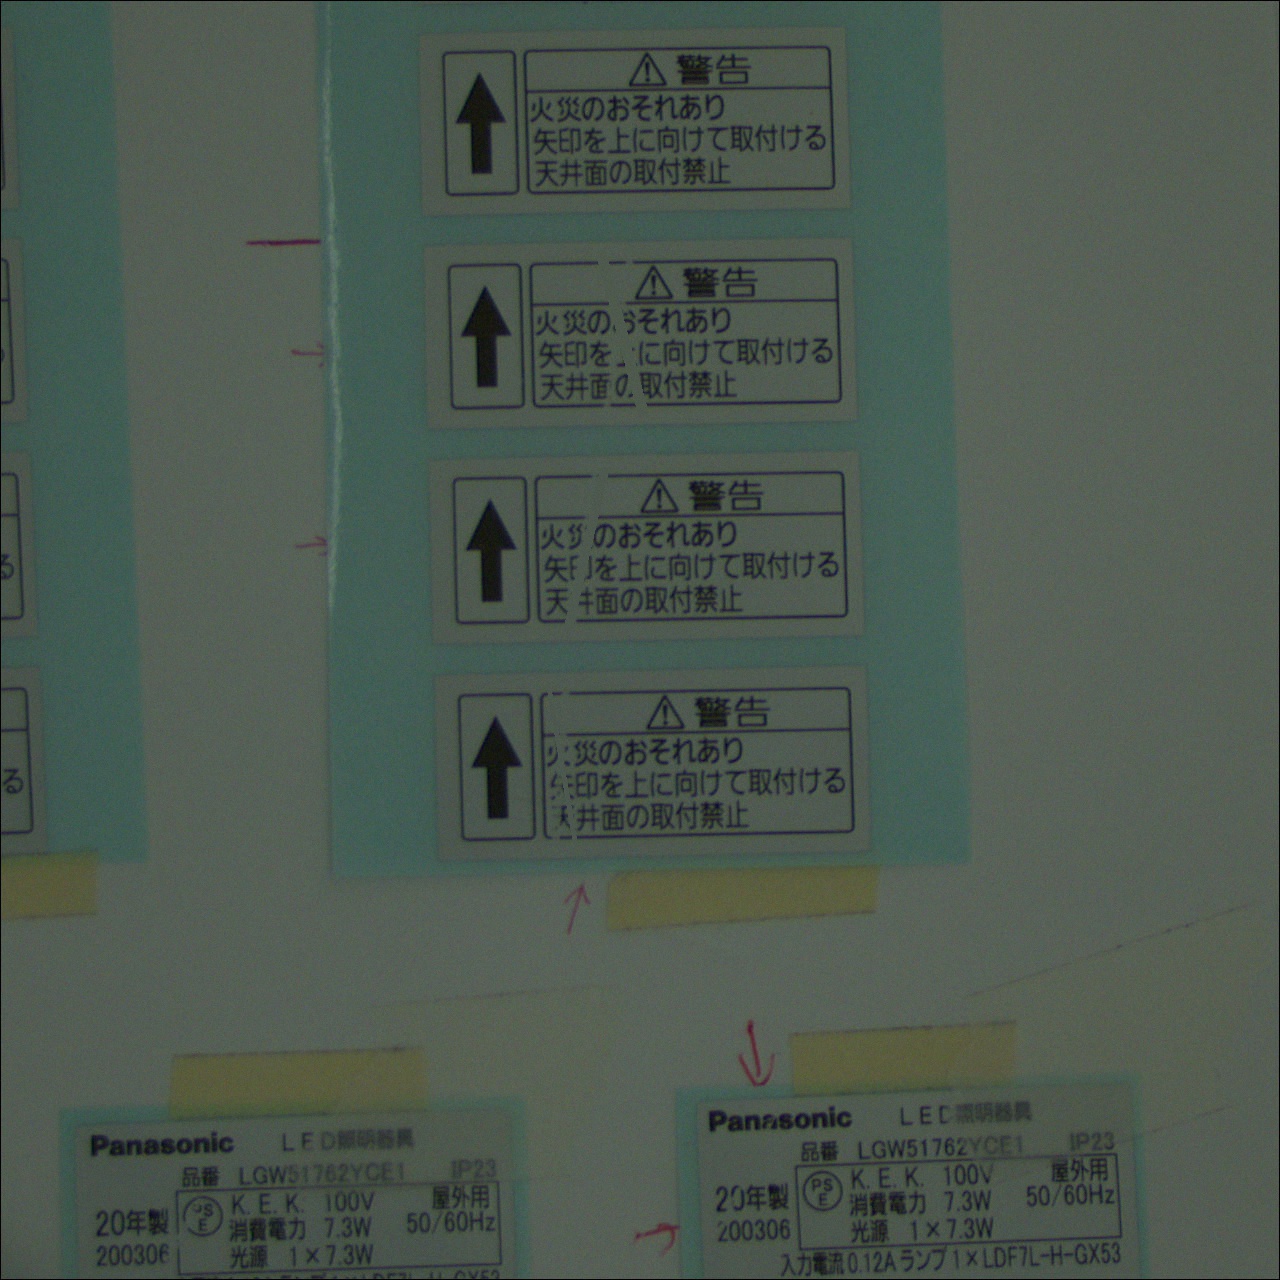 警告
火災のおそれあり
矢印を上に向けて取付ける
天井面の取付禁止
警告
火災のおそれあり
矢印を上に向けて取付ける
天井面の取付禁止
警告
火災のおそれあり
矢印を上に向けて取付ける
天井面の取付禁止
警告
火災のおそれあり
矢印を上に向けて取付ける
天井面の取付禁止
る
る
Panasonic LED照明器具
品番 LGW51762YCE1 IP23
20年製 PSE K.E.K. 100V 屋外用
消費電力 7.3W 50/60Hz
200306 光源 1×7.3W
Panasonic LED照明器具
品番 LGW51762YCE1 IP23
20年製 PSE K.E.K. 100V 屋外用
消費電力 7.3W 50/60Hz
200306 光源 1×7.3W
入力電流 0.12A ランプ 1×LDF7L-H-GX53